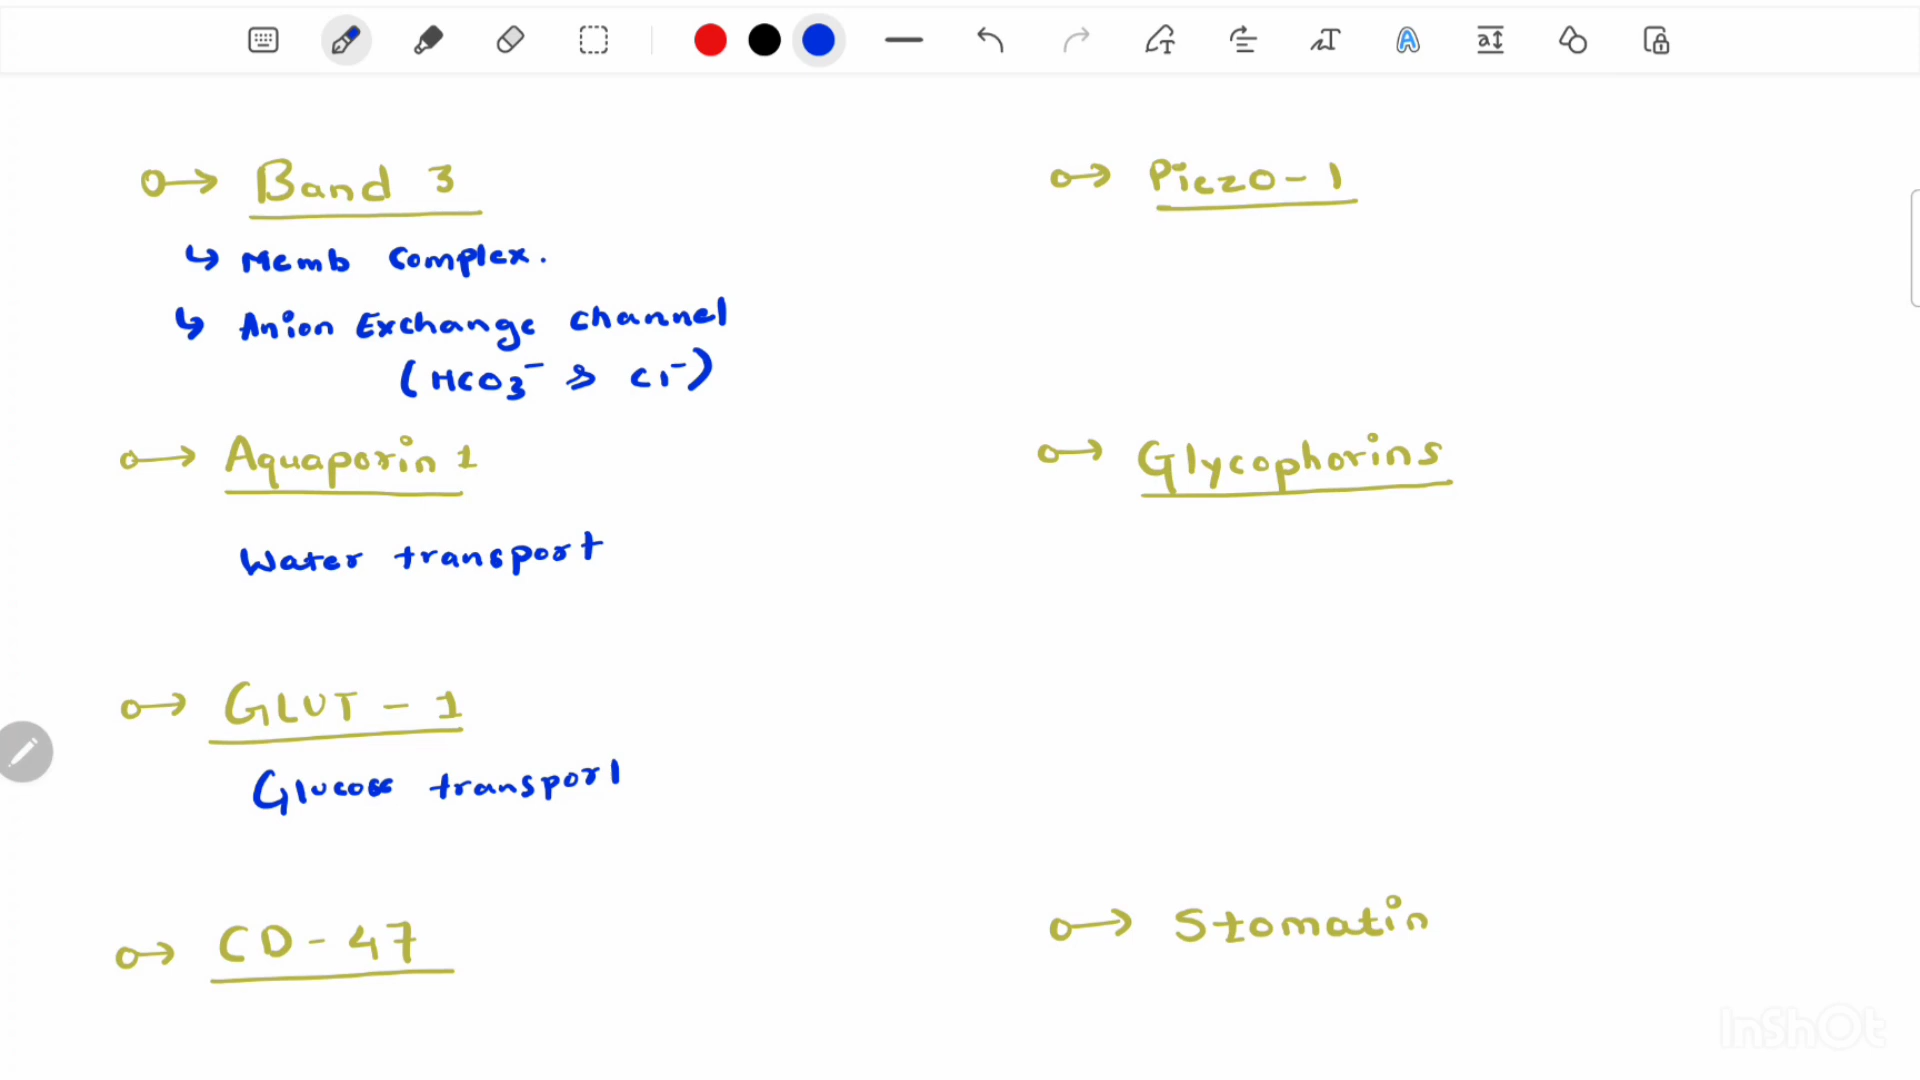 Band 3
↳ Memb Complex.
↳ Anion Exchange channel
(HCO3⁻ & Cl⁻)
Aquaporin 1
Water transport
GLUT - 1
Glucose transport
CD - 47
Piezo - 1
Glycophorins
Stomatin
InShOt